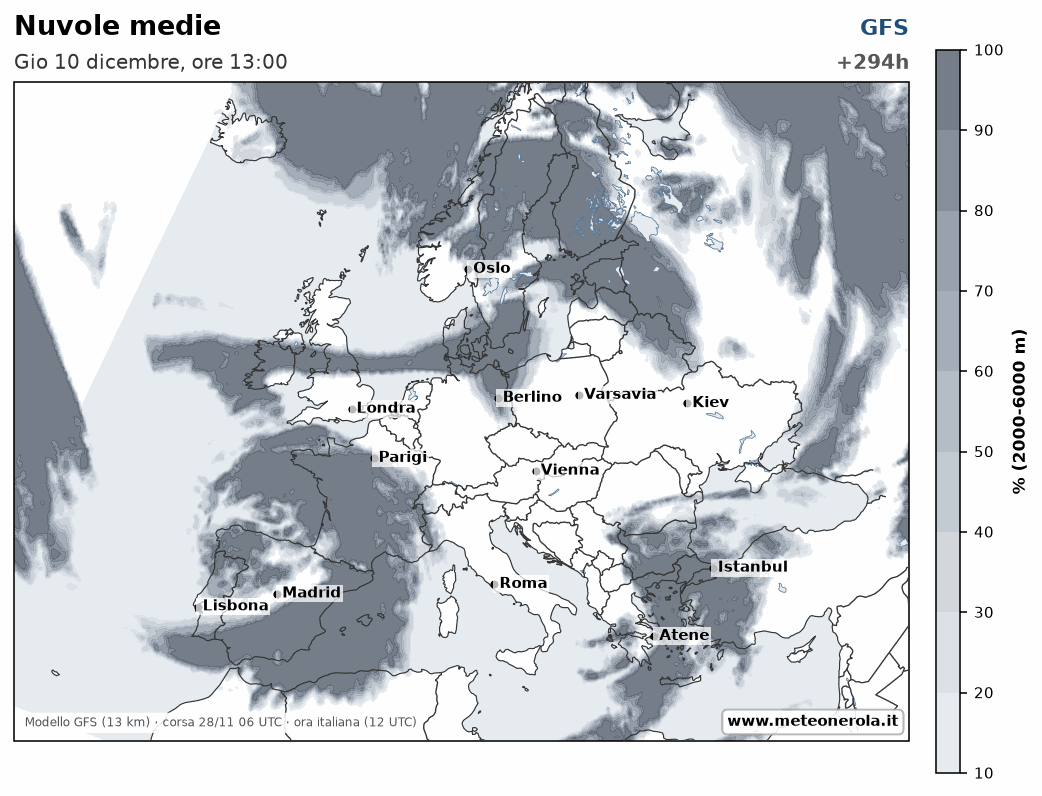 Nuvole medie
GFS
Gio 10 dicembre, ore 13:00
+294h
100
90
80
70
60
50
40
30
20
10
% (2000-6000 m)
Oslo
Berlino
Varsavia
Kiev
Londra
Parigi
Vienna
Istanbul
Roma
Madrid
Lisbona
Atene
Modello GFS (13 km) · corsa 28/11 06 UTC · ora italiana (12 UTC)
www.meteonerola.it